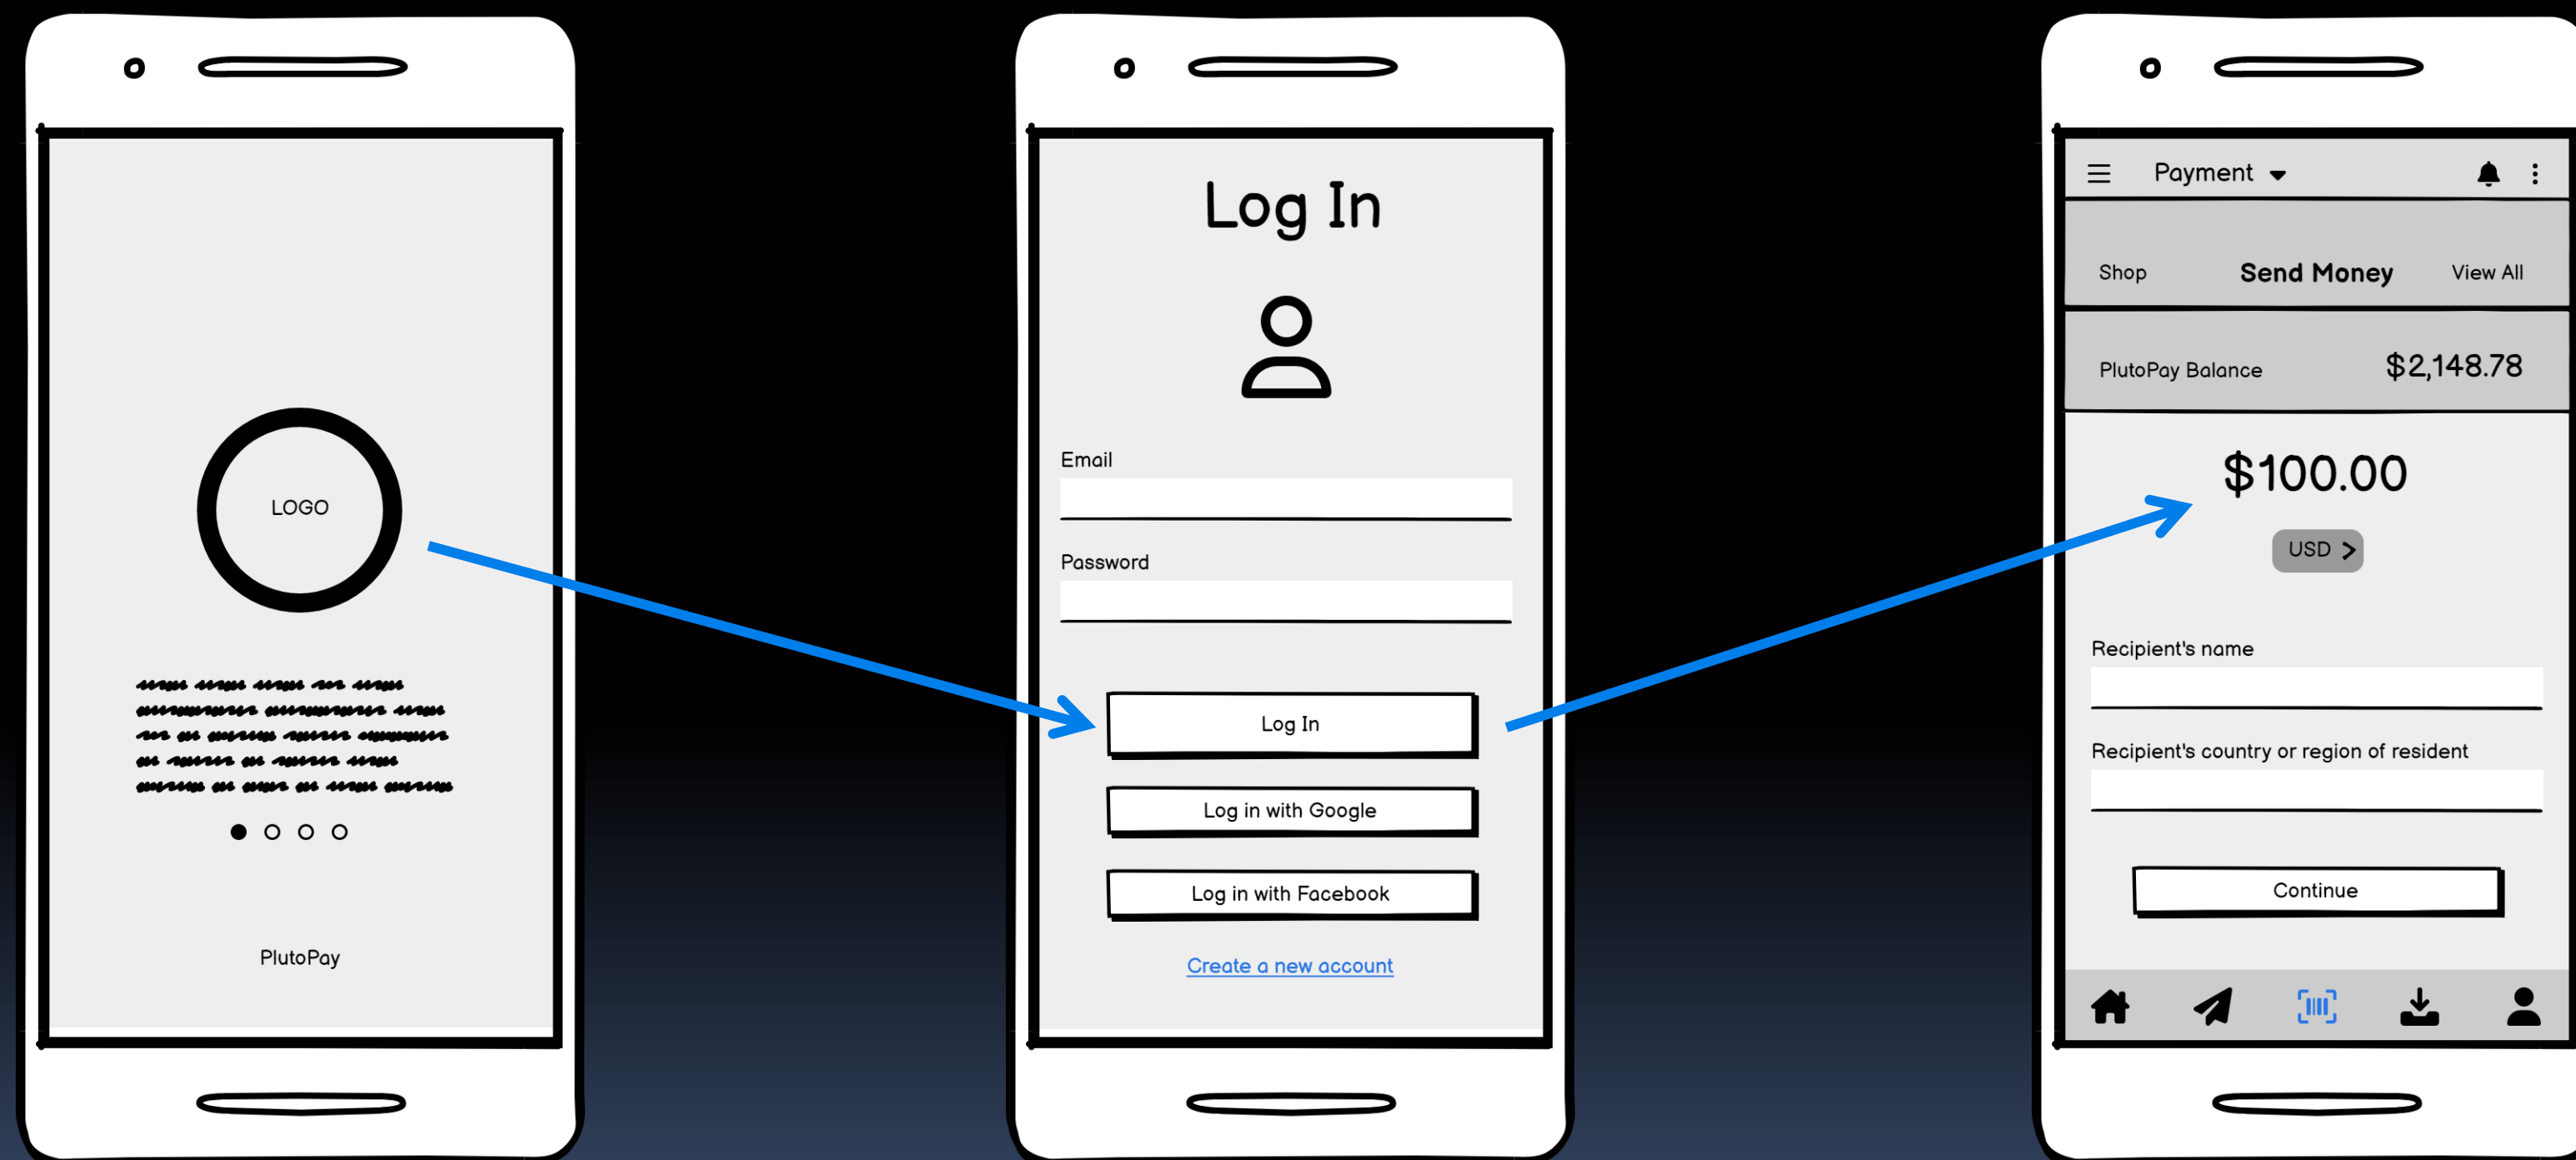 LOGO
PlutoPay
Log In
Email
Password
Log In
Log in with Google
Log in with Facebook
Create a new account
Payment
Shop Send Money View All
PlutoPay Balance $2,148.78
$100.00
USD
Recipient's name
Recipient's country or region of resident
Continue